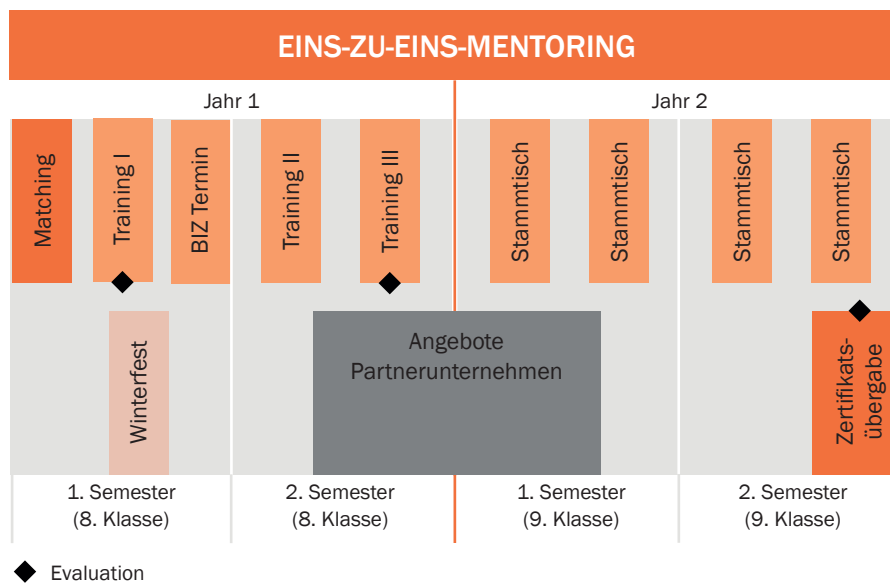 EINS-ZU-EINS-MENTORING
Jahr 1
Jahr 2
Matching
Training I
BIZ Termin
Training II
Training III
Stammtisch
Stammtisch
Stammtisch
Stammtisch
Winterfest
Angebote
Partnerunternehmen
Zertifikats-
übergabe
1. Semester
(8. Klasse)
2. Semester
(8. Klasse)
1. Semester
(9. Klasse)
2. Semester
(9. Klasse)
Evaluation